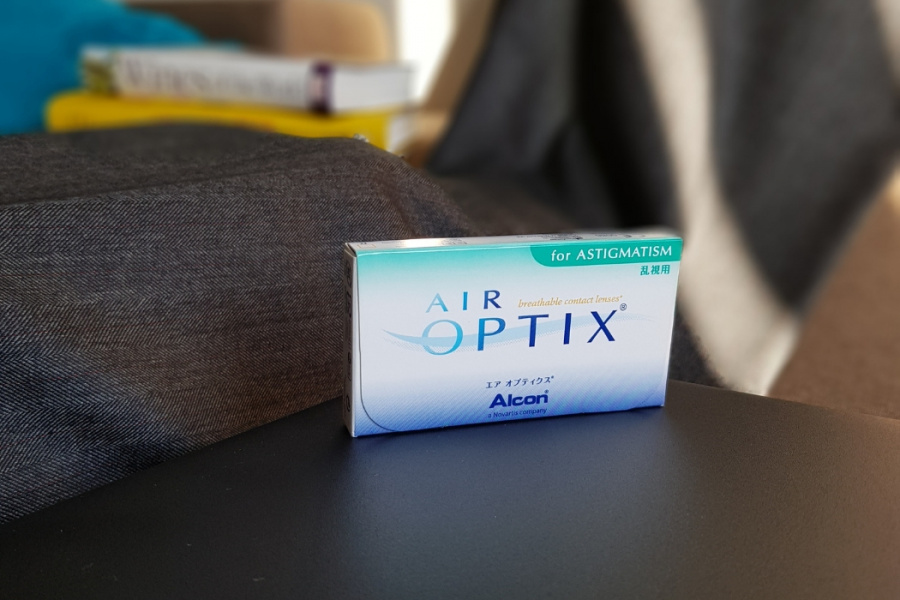 for ASTIGMATISM
乱視用
AIR
breathable contact lenses*
OPTIX®
エア オプティクス®
Alcon®
a Novartis company